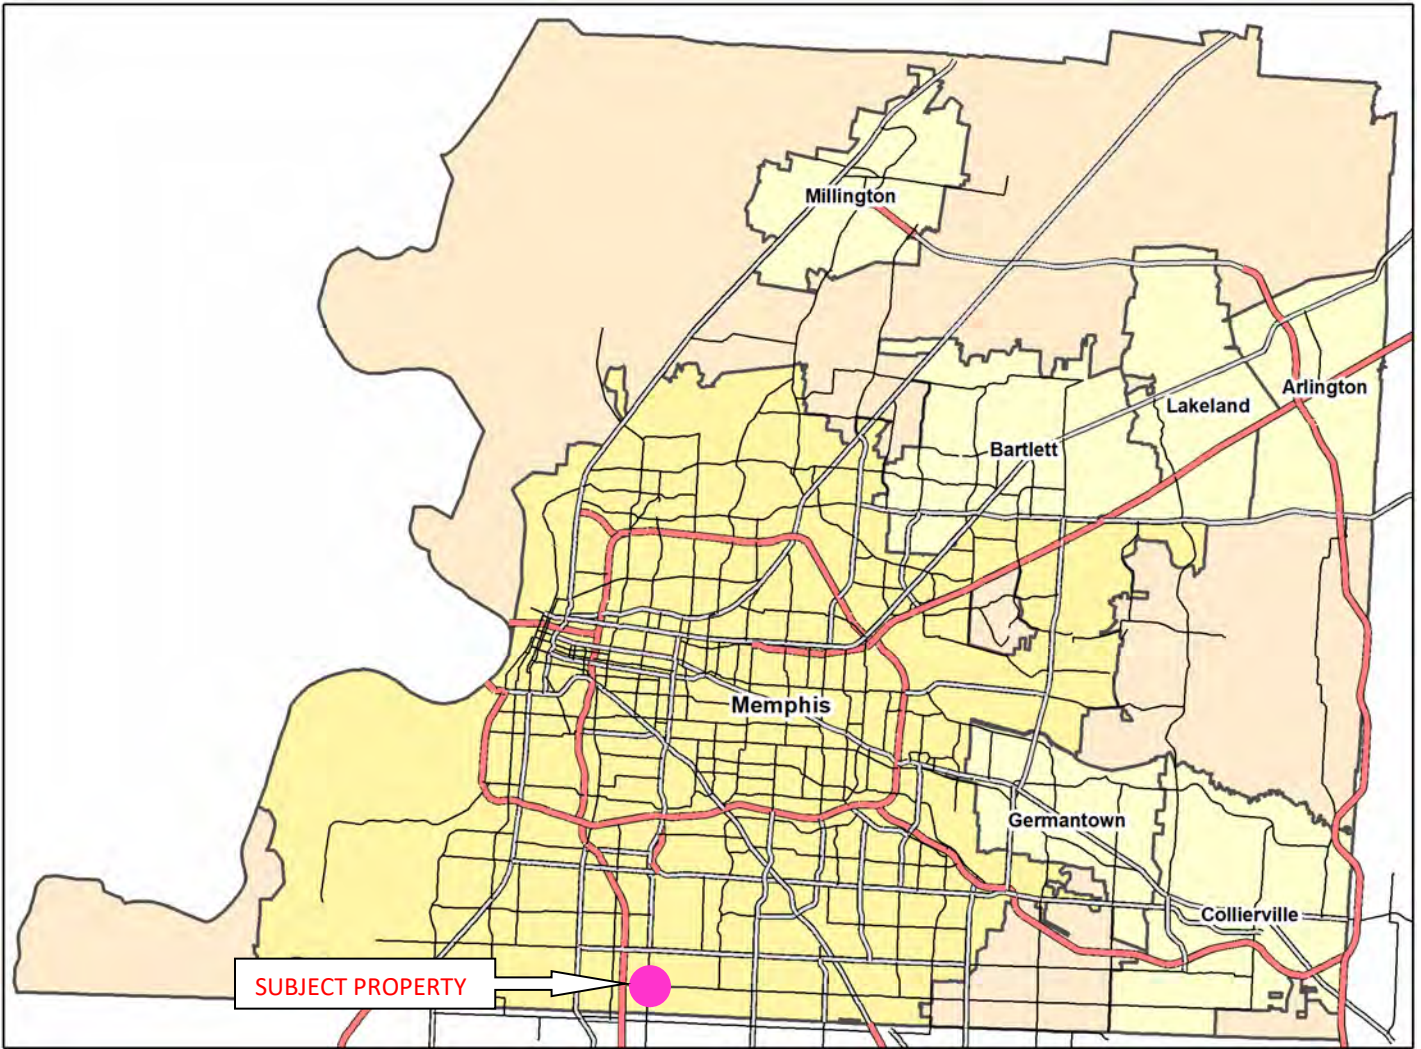 Millington
Arlington
Lakeland
Bartlett
Memphis
Germantown
Collierville
SUBJECT PROPERTY